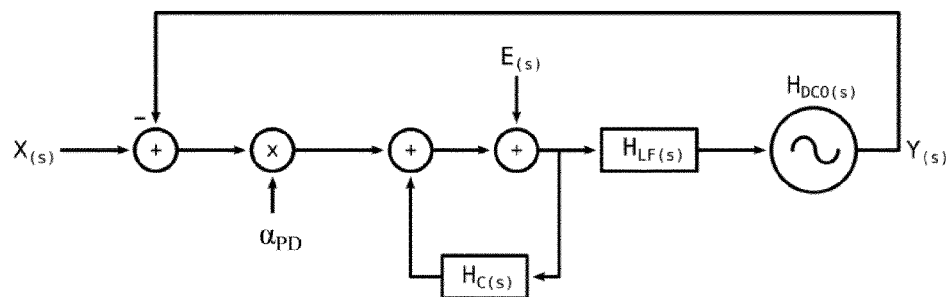 E(s)
HDCO(s)
−
X(s)
+
x
+
+
HLF(s)
Y(s)
αPD
HC(s)